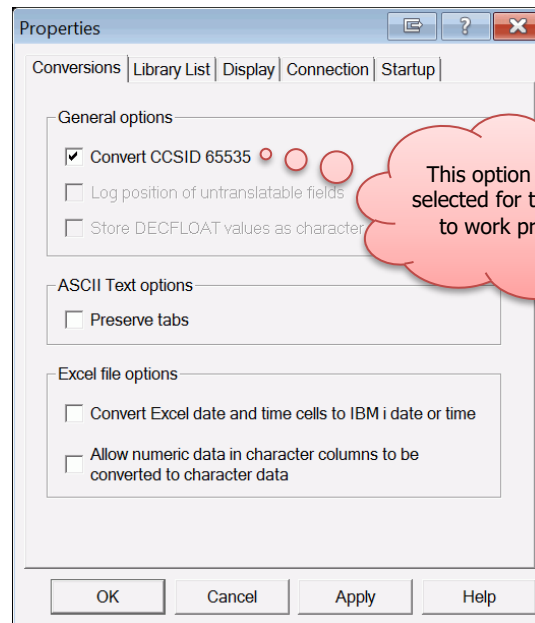 Properties
Conversions Library List Display Connection Startup
General options
Convert CCSID 65535
Log position of untranslatable fields
Store DECFLOAT values as character
This option
selected for t
to work pr
ASCII Text options
Preserve tabs
Excel file options
Convert Excel date and time cells to IBM i date or time
Allow numeric data in character columns to be
converted to character data
OK Cancel Apply Help